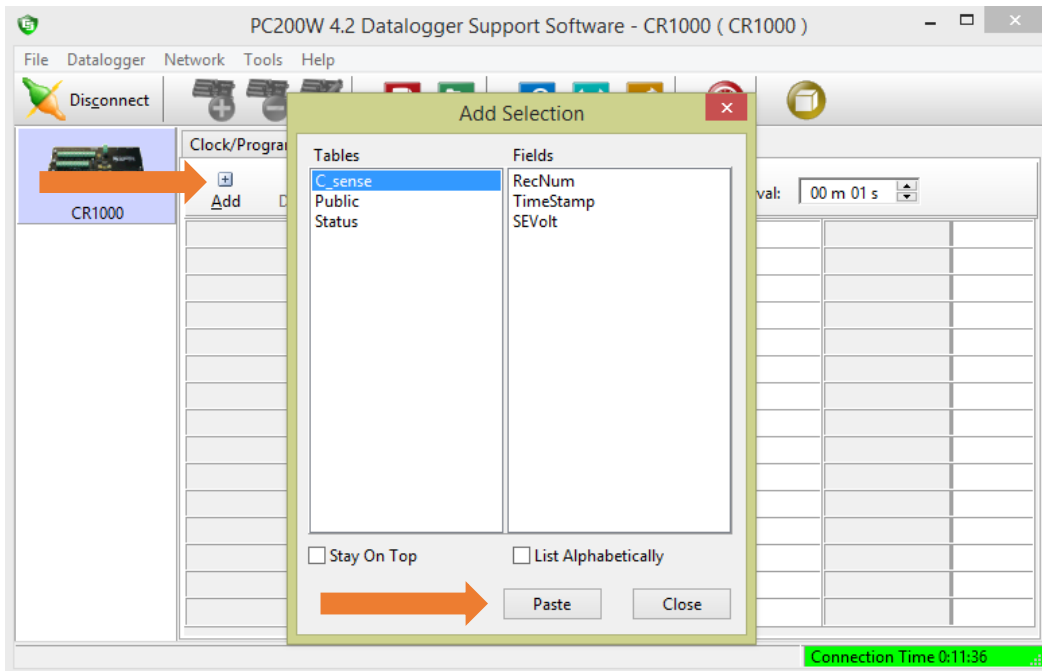 PC200W 4.2 Datalogger Support Software - CR1000 ( CR1000 )
File Datalogger Network Tools Help
Disconnect
Add Selection
Clock/Progra
Tables Fields
C_sense RecNum
Public TimeStamp
Status SEVolt
Add D
val: 00 m 01 s
CR1000
Stay On Top List Alphabetically
Paste Close
Connection Time 0:11:36